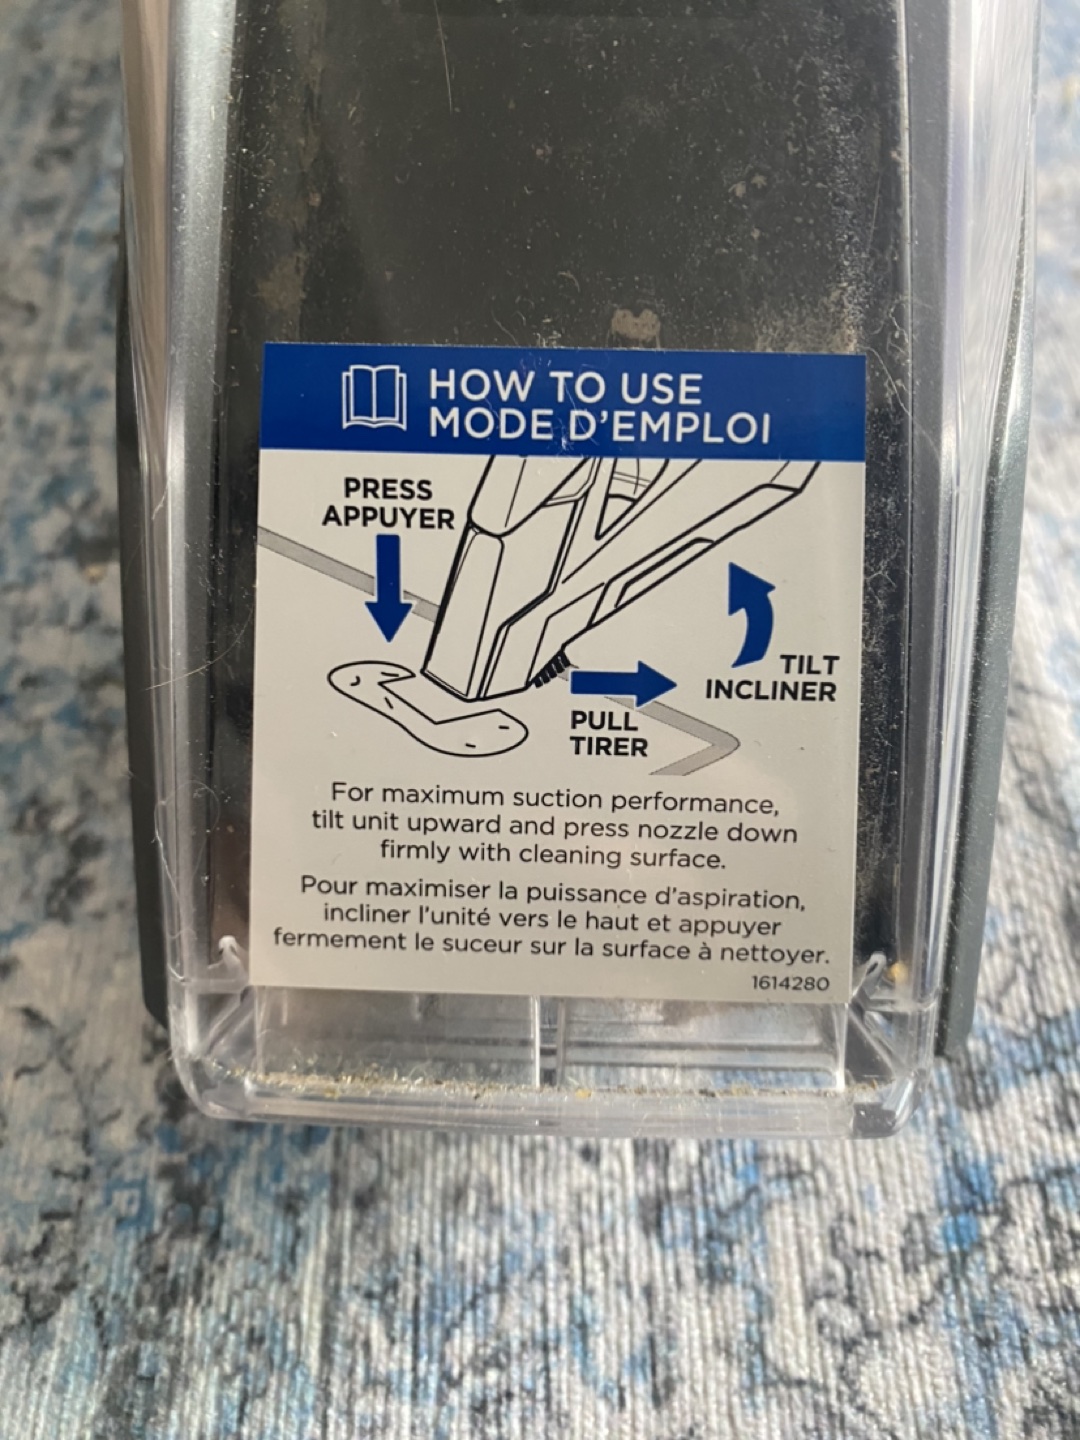 HOW TO USE
MODE D'EMPLOI
PRESS
APPUYER
TILT
INCLINER
PULL
TIRER
For maximum suction performance,
tilt unit upward and press nozzle down
firmly with cleaning surface.
Pour maximiser la puissance d'aspiration,
incliner l'unité vers le haut et appuyer
fermement le suceur sur la surface à nettoyer.
1614280